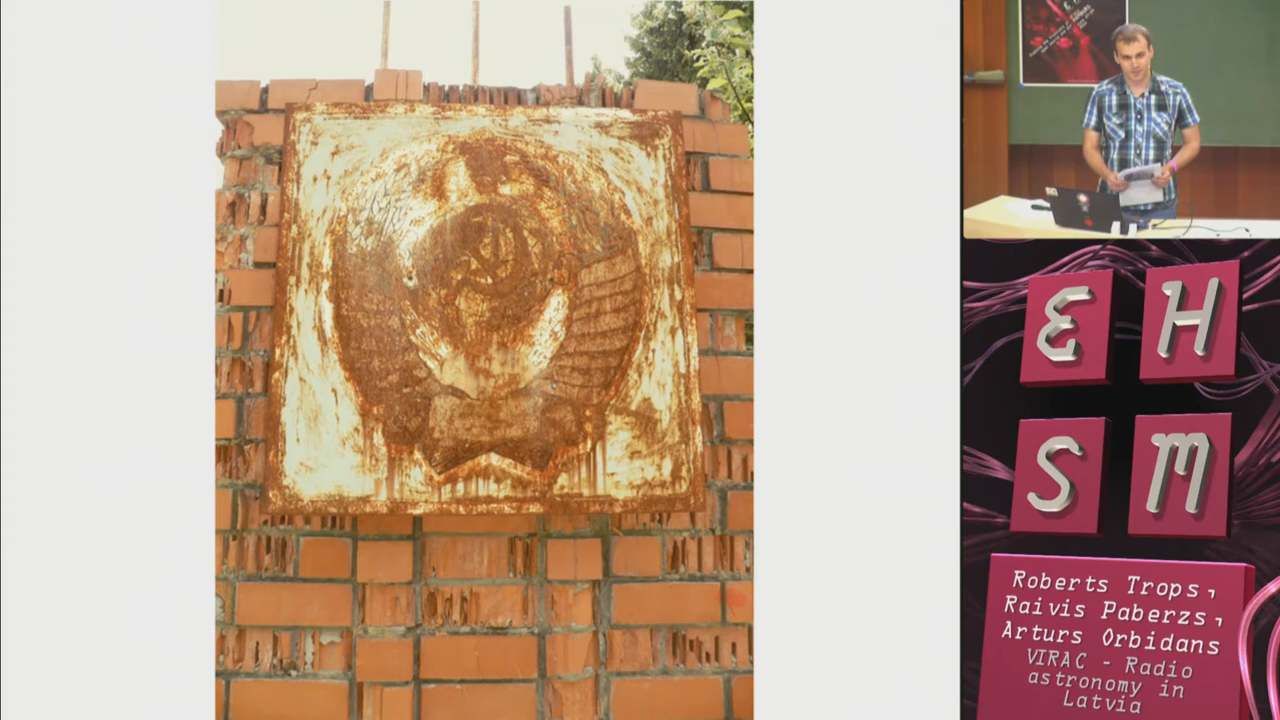 E H
S M
Roberts Trops,
Raivis Paberzs,
Arturs Orbidans
VIRAC - Radio
astronomy in
Latvia